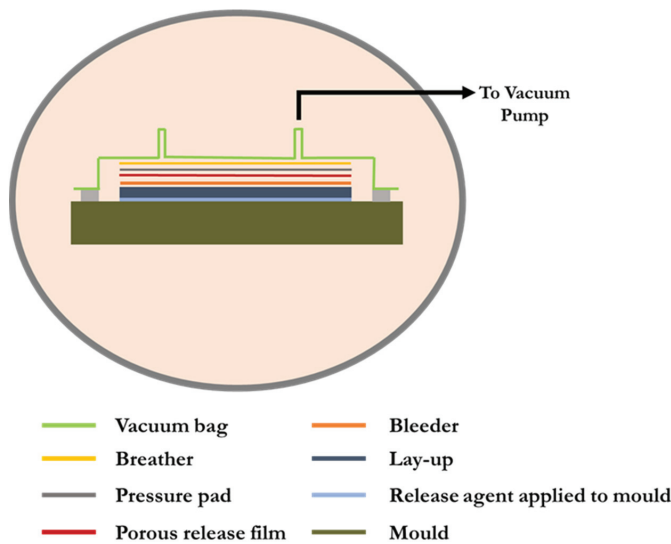 To Vacuum
Pump
Vacuum bag
Bleeder
Breather
Lay-up
Pressure pad
Release agent applied to mould
Porous release film
Mould